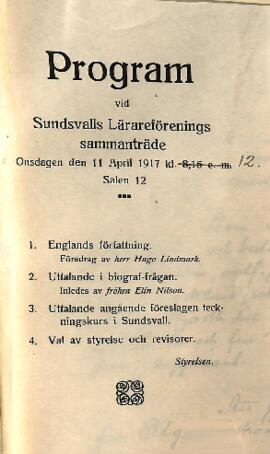 Program
vid
Sundsvalls Lärareförenings
sammanträde
Onsdagen den 11 April 1917 kl. 8,15 e. m. 12.
Salen 12
1. Englands författning.
Föredrag av herr Hugo Lindmark.
2. Uttalande i biograf-frågan.
Inledes av fröken Elin Nilson.
3. Uttalande angående föreslagen teck-
ningskurs i Sundsvall.
4. Val av styrelse och revisorer.
Styrelsen.